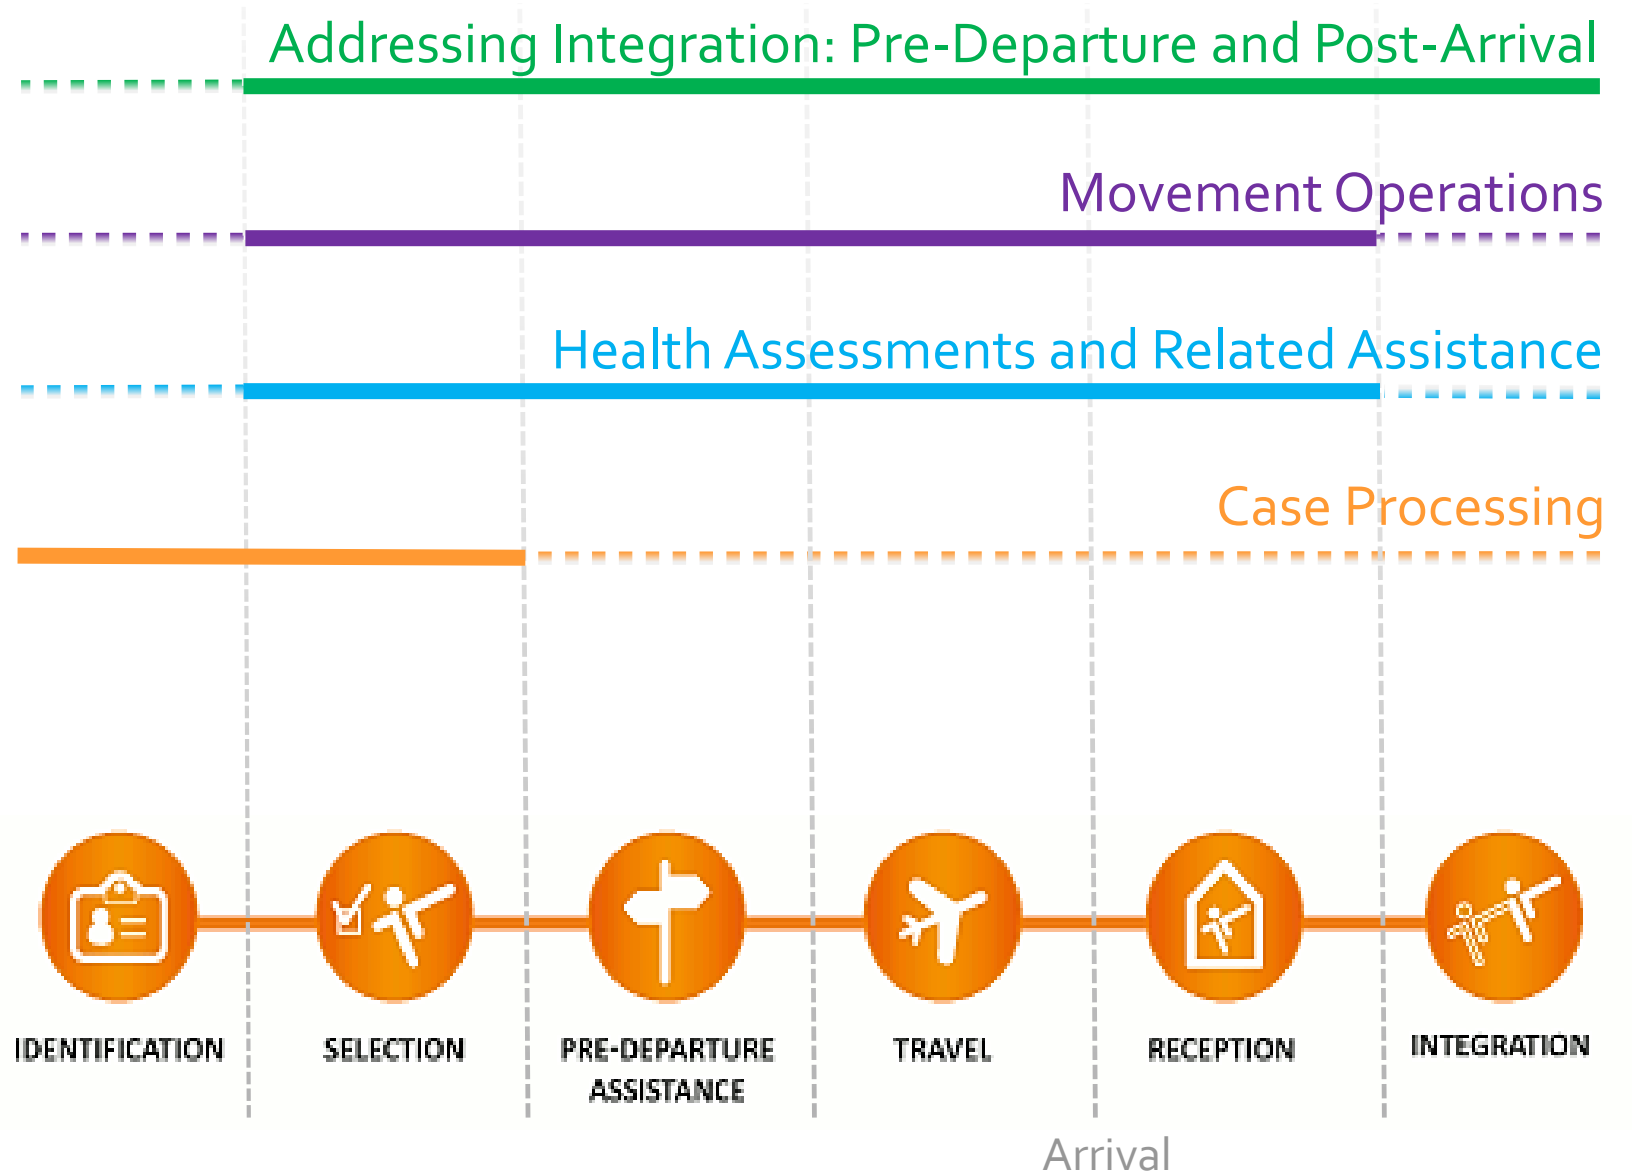 Addressing Integration: Pre-Departure and Post-Arrival
Movement Operations
Health Assessments and Related Assistance
Case Processing
IDENTIFICATION
SELECTION
PRE-DEPARTURE
ASSISTANCE
TRAVEL
RECEPTION
INTEGRATION
Arrival